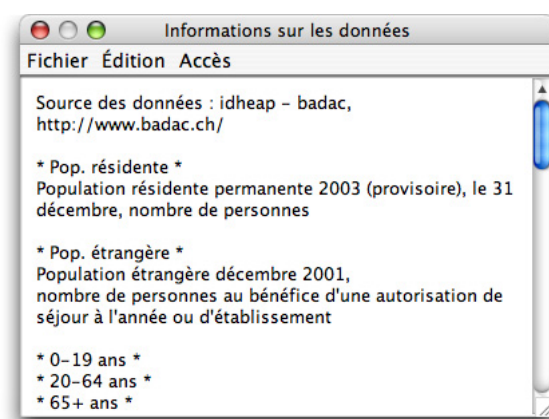 Informations sur les données
Fichier Édition Accès
Source des données : idheap – badac,
http://www.badac.ch/
* Pop. résidente *
Population résidente permanente 2003 (provisoire), le 31
décembre, nombre de personnes
* Pop. étrangère *
Population étrangère décembre 2001,
nombre de personnes au bénéfice d'une autorisation de
séjour à l'année ou d'établissement
* 0–19 ans *
* 20–64 ans *
* 65+ ans *